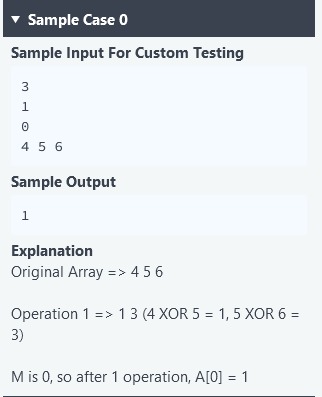 ▼ Sample Case 0
Sample Input For Custom Testing
3
1
0
4 5 6
Sample Output
1
Explanation
Original Array => 4 5 6
Operation 1 => 1 3 (4 XOR 5 = 1, 5 XOR 6 =
3)
M is 0, so after 1 operation, A[0] = 1